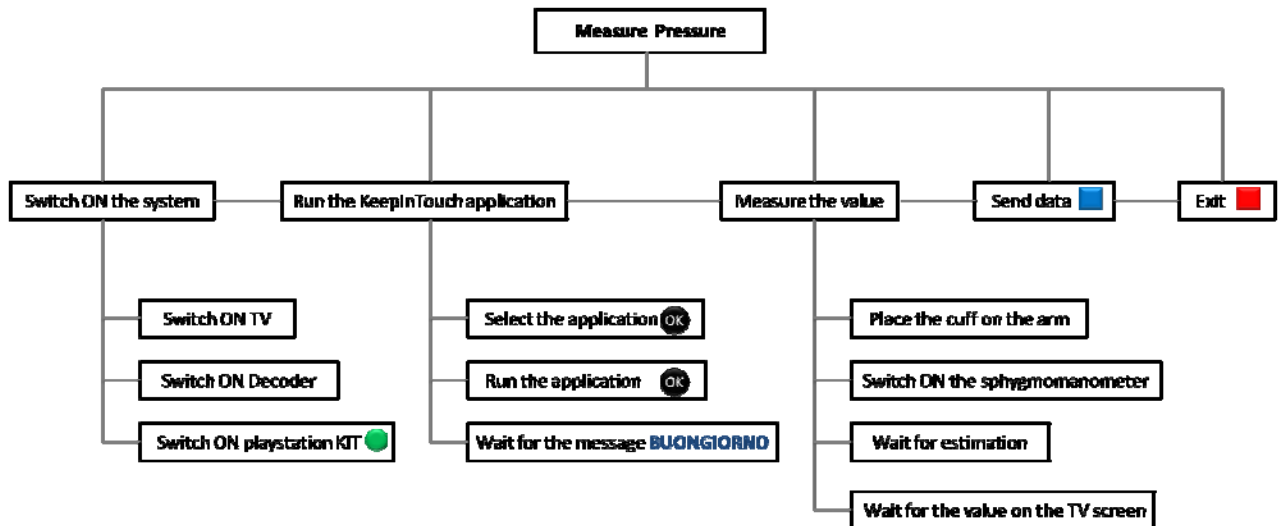 Measure Pressure
Switch ON the system
Run the KeepInTouch application
Measure the value
Send data
Exit
Switch ON TV
Switch ON Decoder
Switch ON playstation KIT
Select the application OK
Run the application OK
Wait for the message BUONGIORNO
Place the cuff on the arm
Switch ON the sphygmomanometer
Wait for estimation
Wait for the value on the TV screen